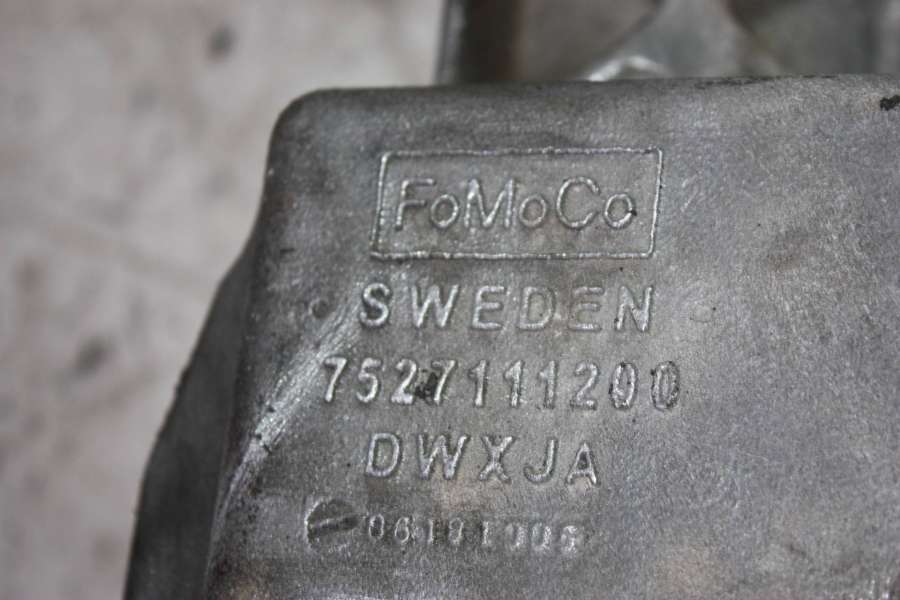 FoMoCo
SWEDEN
7527111200
DWXJA